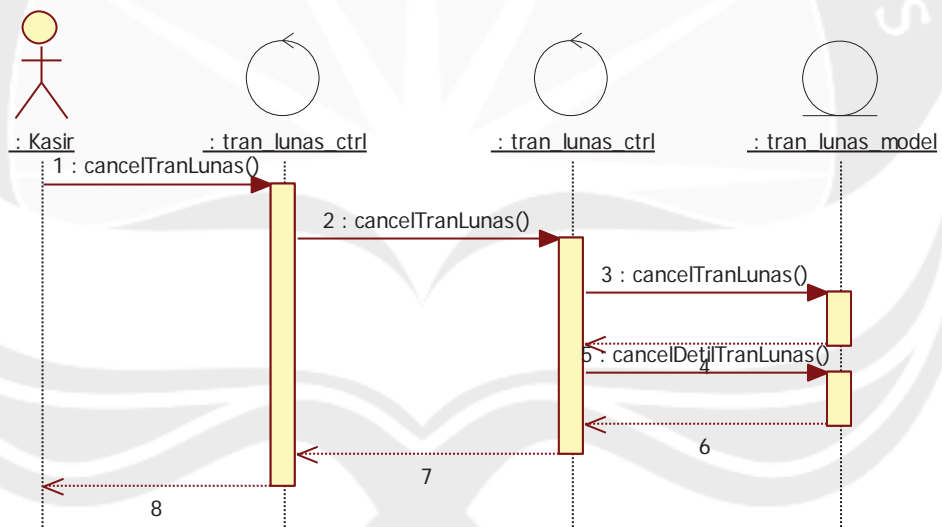 : Kasir
: tran_lunas_ctrl
: tran_lunas_ctrl
: tran_lunas_model
1 : cancelTranLunas()
2 : cancelTranLunas()
3 : cancelTranLunas()
4
5 : cancelDetilTranLunas()
6
7
8
S